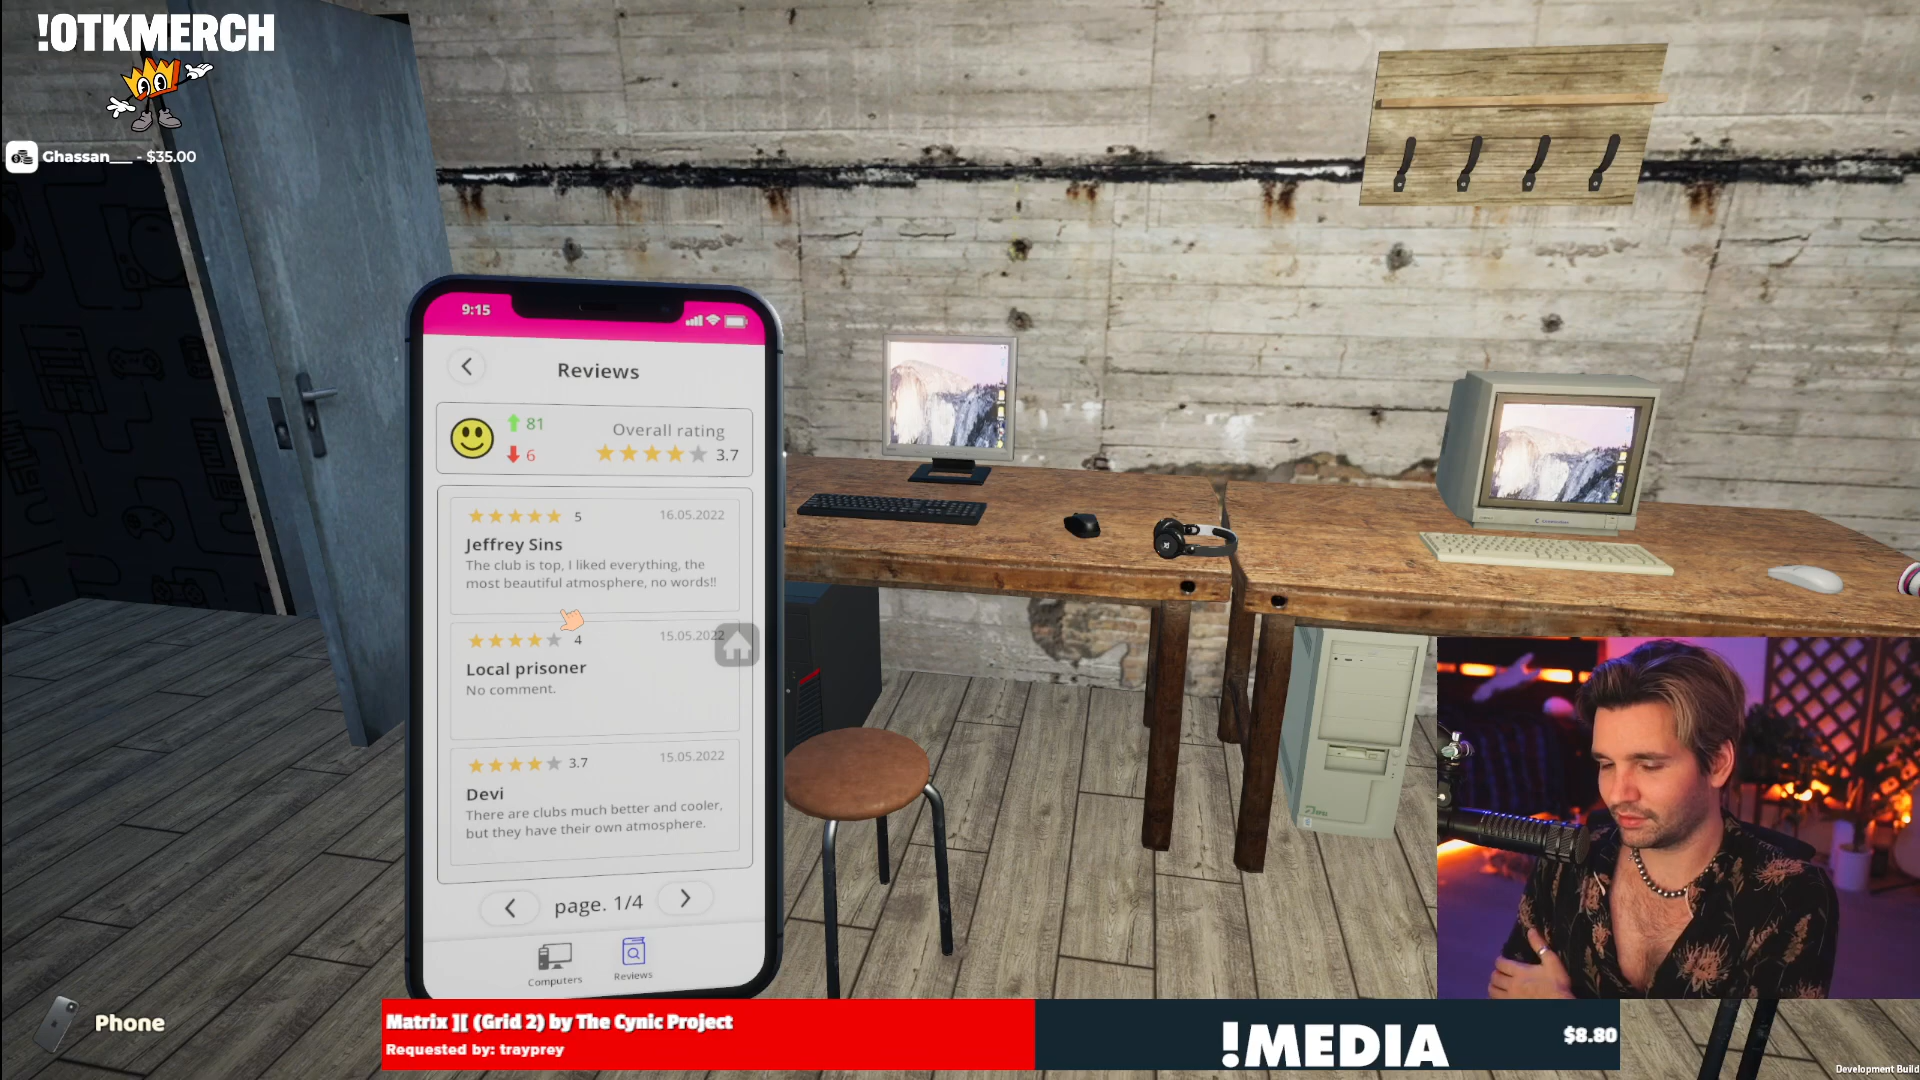 !OTKMERCH
Ghassan___ - $35.00
9:15
Reviews
81
6
Overall rating
3.7
5
16.05.2022
Jeffrey Sins
The club is top, I liked everything, the
most beautiful atmosphere, no words!!
4
15.05.2022
Local prisoner
No comment.
3.7
15.05.2022
Devi
There are clubs much better and cooler,
but they have their own atmosphere.
page. 1/4
Computers
Reviews
Phone
Matrix ][ (Grid 2) by The Cynic Project
Requested by: trayprey
!MEDIA
$8.80
Development Build